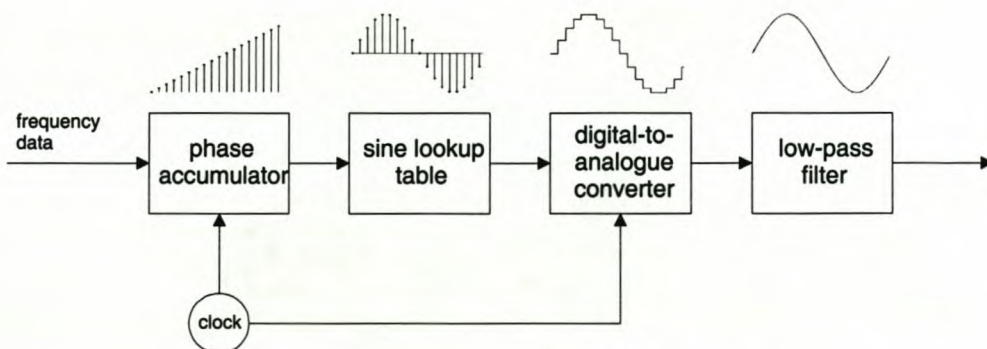 frequency
data
phase
accumulator
sine lookup
table
digital-to-
analogue
converter
low-pass
filter
clock